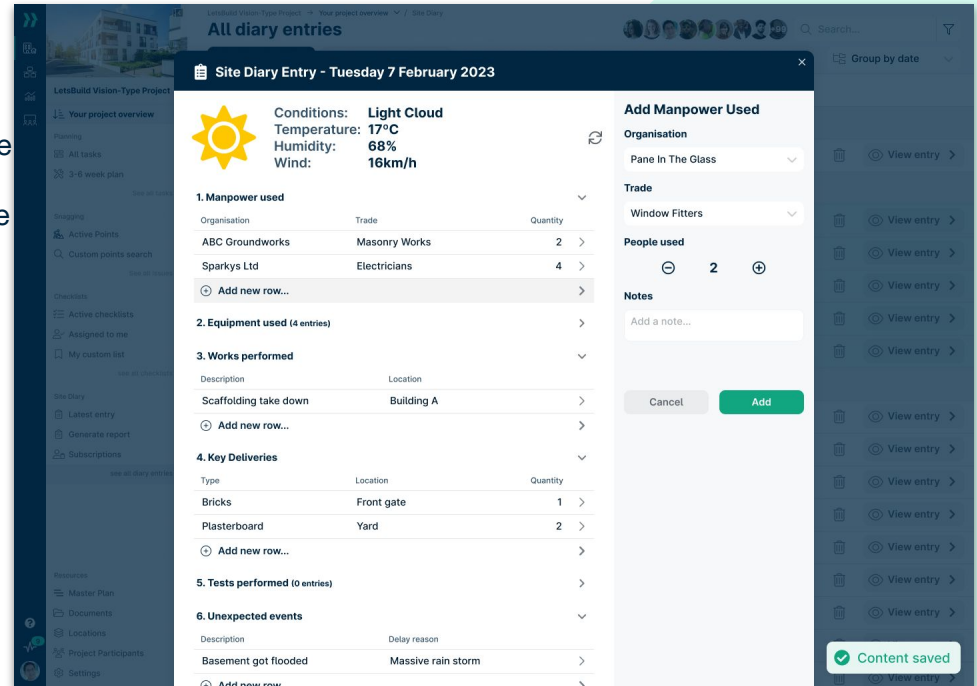 e
e
LetsBuild Vision-Type Project → Your project overview | Site Diary
All diary entries
Search...
Group by date
LetsBuild Vision-Type Project
Your project overview
Planning
All tasks
3-6 week plan
Snagging
Active Points
Custom points search
Checklists
Active checklists
Assigned to me
My custom list
see all checklists
Site Diary
Latest entry
Generate report
Subscriptions
see all diary entries
Resources
Master Plan
Documents
Locations
Project Participants
Settings
Site Diary Entry - Tuesday 7 February 2023
Conditions: Light Cloud
Temperature: 17°C
Humidity: 68%
Wind: 16km/h
1. Manpower used
Organisation Trade Quantity
ABC Groundworks Masonry Works 2
Sparkys Ltd Electricians 4
Add new row...
2. Equipment used (4 entries)
3. Works performed
Description Location
Scaffolding take down Building A
Add new row...
4. Key Deliveries
Type Location Quantity
Bricks Front gate 1
Plasterboard Yard 2
Add new row...
5. Tests performed (0 entries)
6. Unexpected events
Description Delay reason
Basement got flooded Massive rain storm
Add new row...
Add Manpower Used
Organisation
Pane In The Glass
Trade
Window Fitters
People used
2
Notes
Add a note...
Cancel Add
View entry
View entry
View entry
View entry
View entry
View entry
View entry
View entry
View entry
View entry
View entry
View entry
View entry
View entry
Content saved
View entry